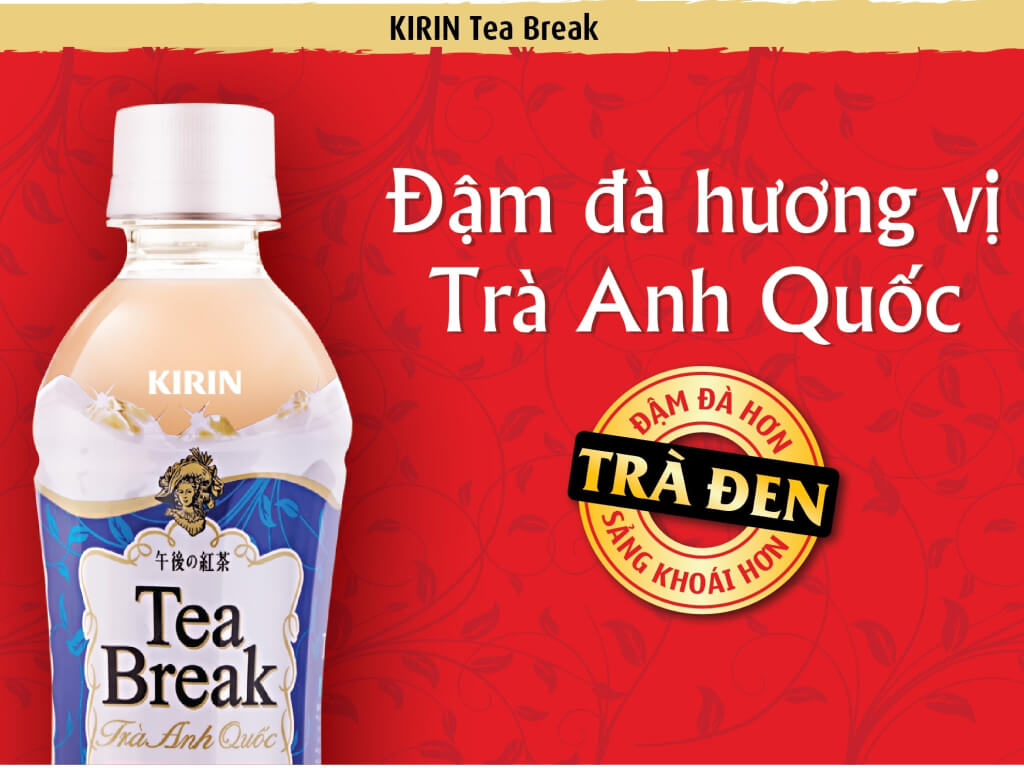 KIRIN Tea Break
Đậm đà hương vị
Trà Anh Quốc
ĐẬM ĐÀ HƠN
TRÀ ĐEN
SẢNG KHOÁI HƠN
KIRIN
午後の紅茶
Tea
Break
Trà Anh Quốc